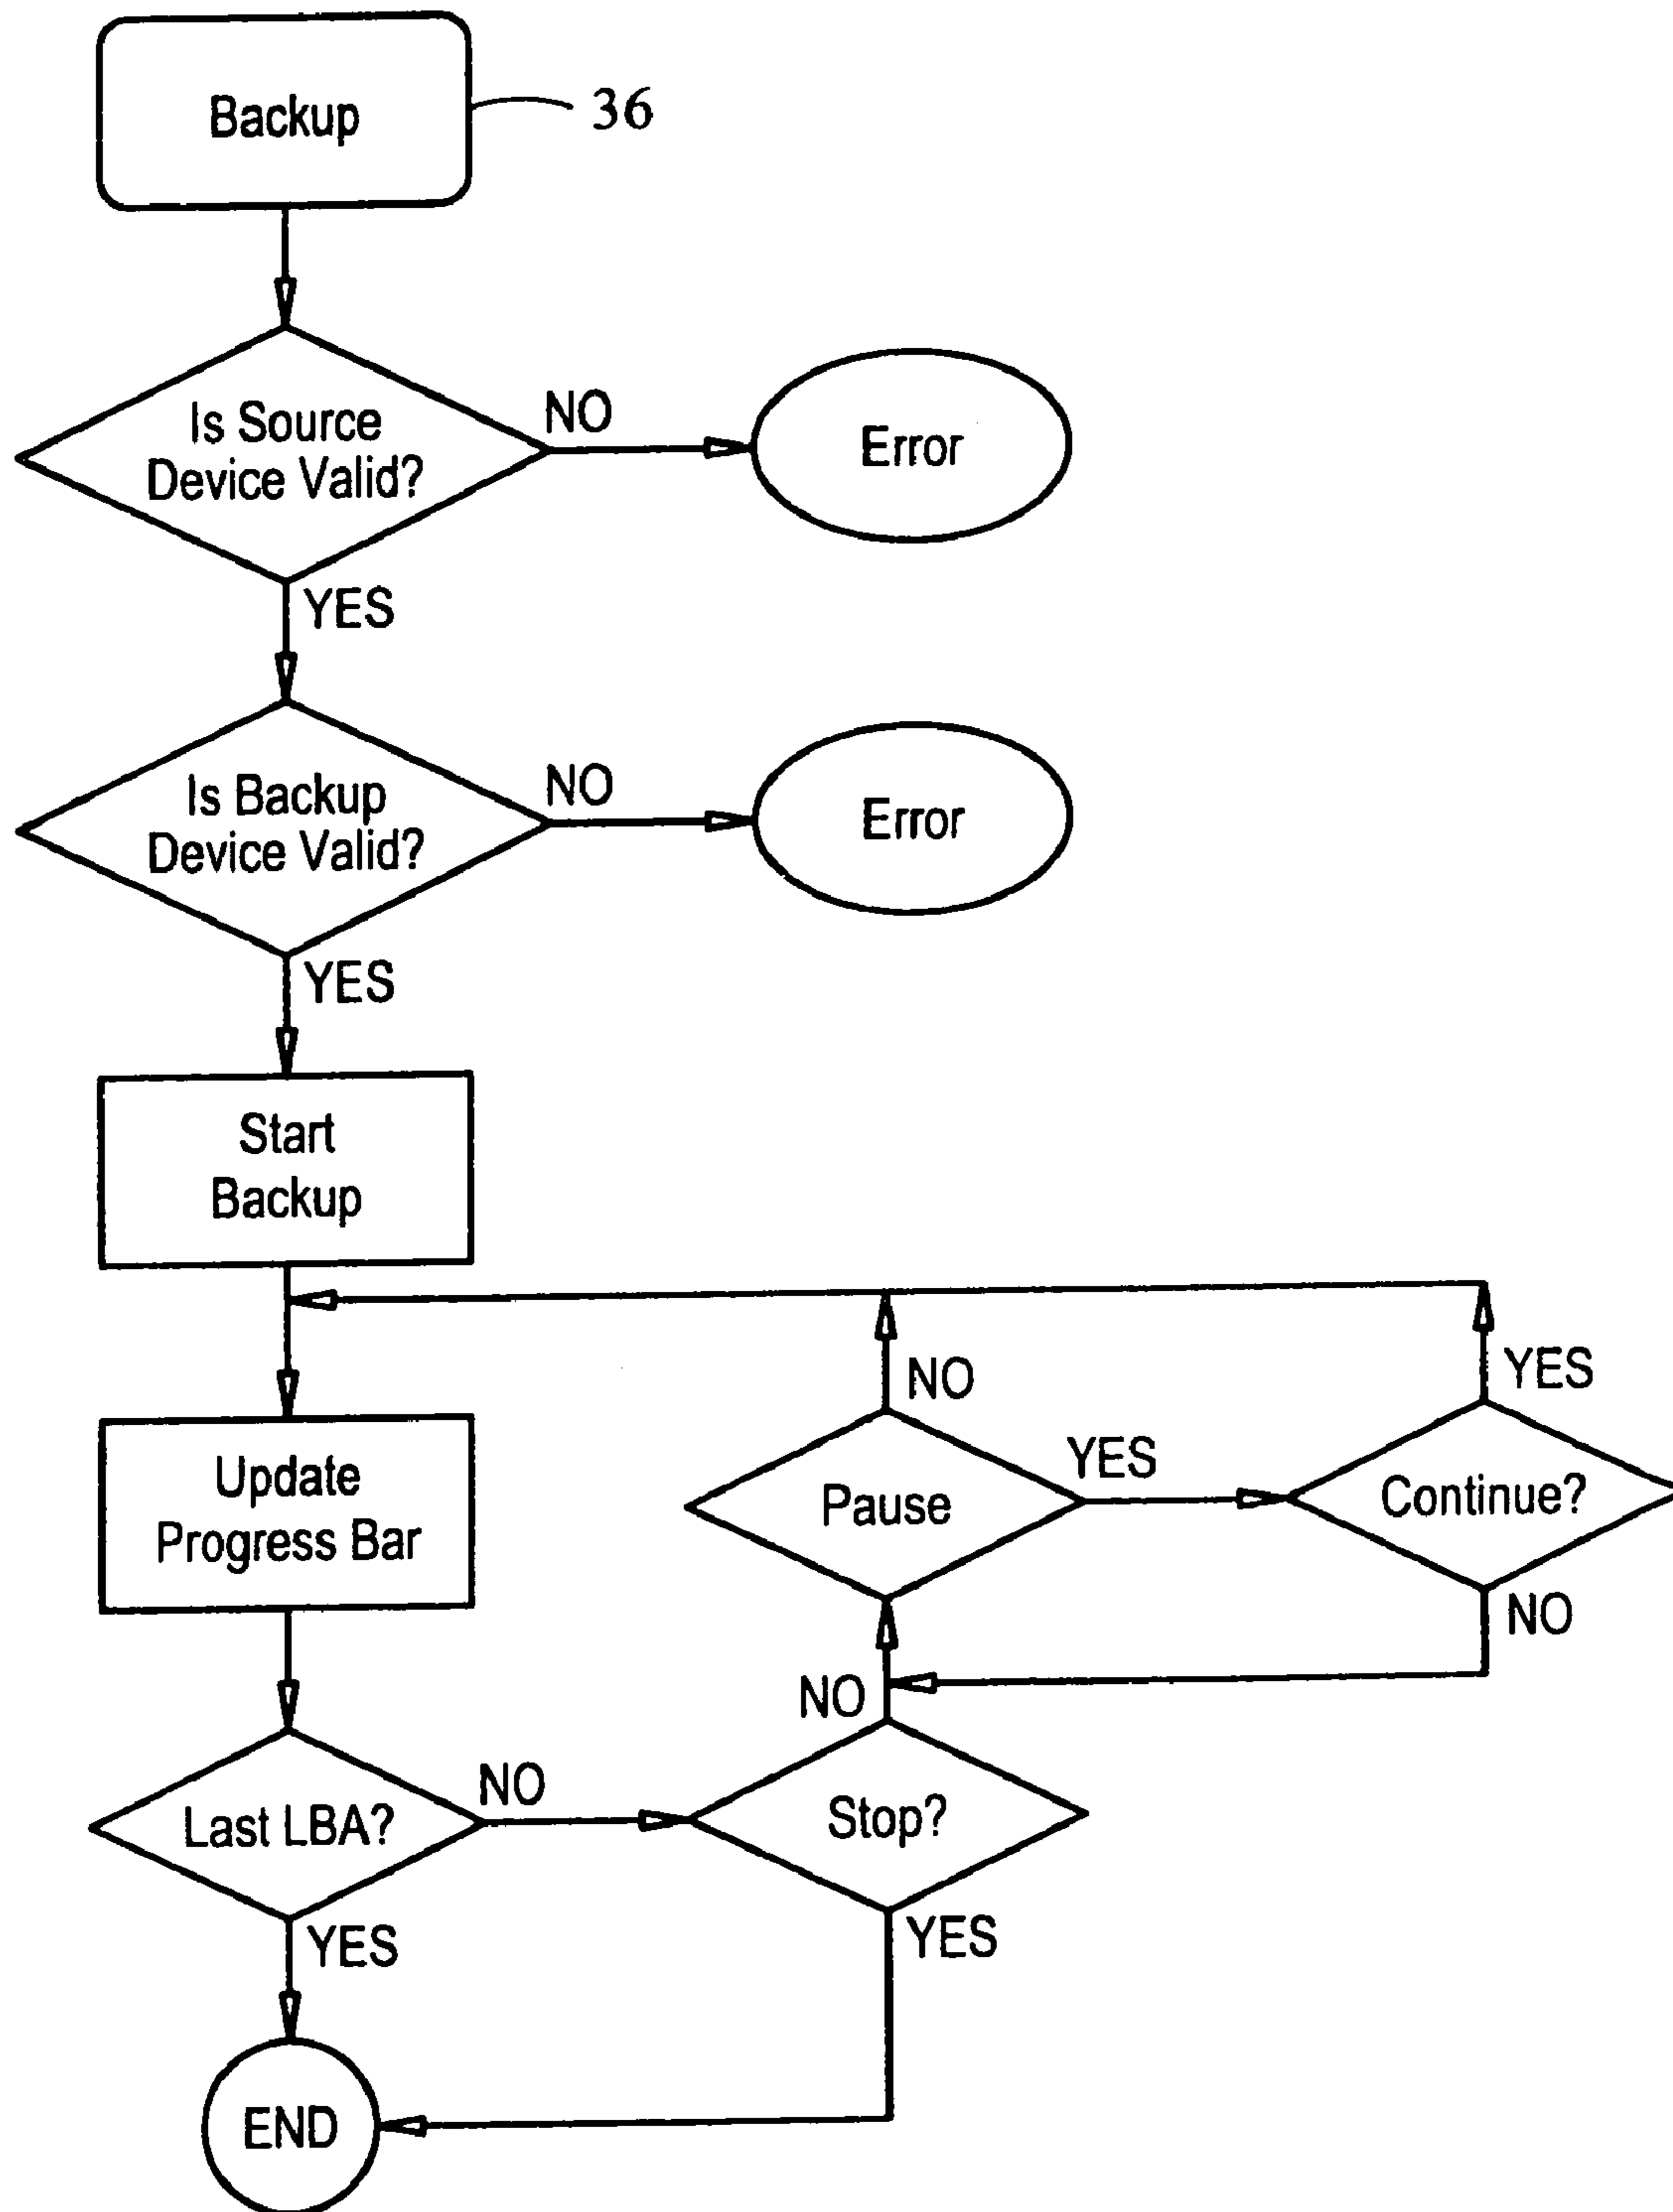 Backup
36
Is Source
Device Valid?
NO
Error
YES
Is Backup
Device Valid?
NO
Error
YES
Start
Backup
NO
YES
Update
Progress Bar
Pause
YES
Continue?
NO
NO
Last LBA?
NO
Stop?
YES
YES
END